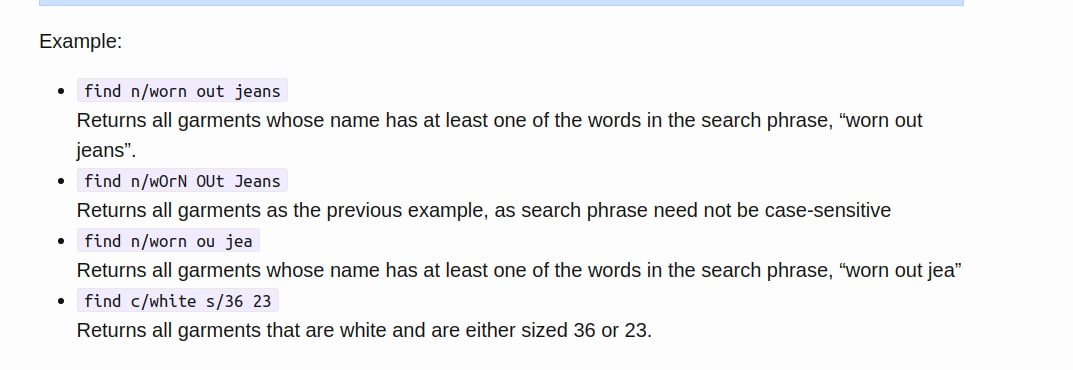 Example:
find n/worn out jeans
Returns all garments whose name has at least one of the words in the search phrase, “worn out
jeans”.
find n/wOrN OUt Jeans
Returns all garments as the previous example, as search phrase need not be case-sensitive
find n/worn ou jea
Returns all garments whose name has at least one of the words in the search phrase, “worn out jea”
find c/white s/36 23
Returns all garments that are white and are either sized 36 or 23.